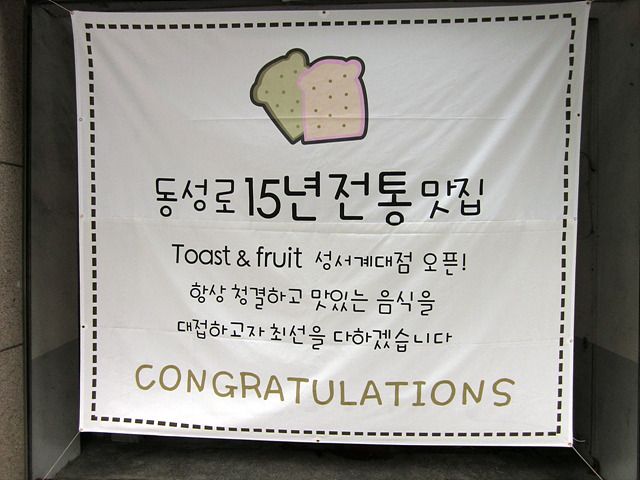 동성로 15년전통 맛집
Toast & fruit 성서계대점 오픈!
항상 청결하고 맛있는 음식을
대접하고자 최선을 다하겠습니다
CONGRATULATIONS